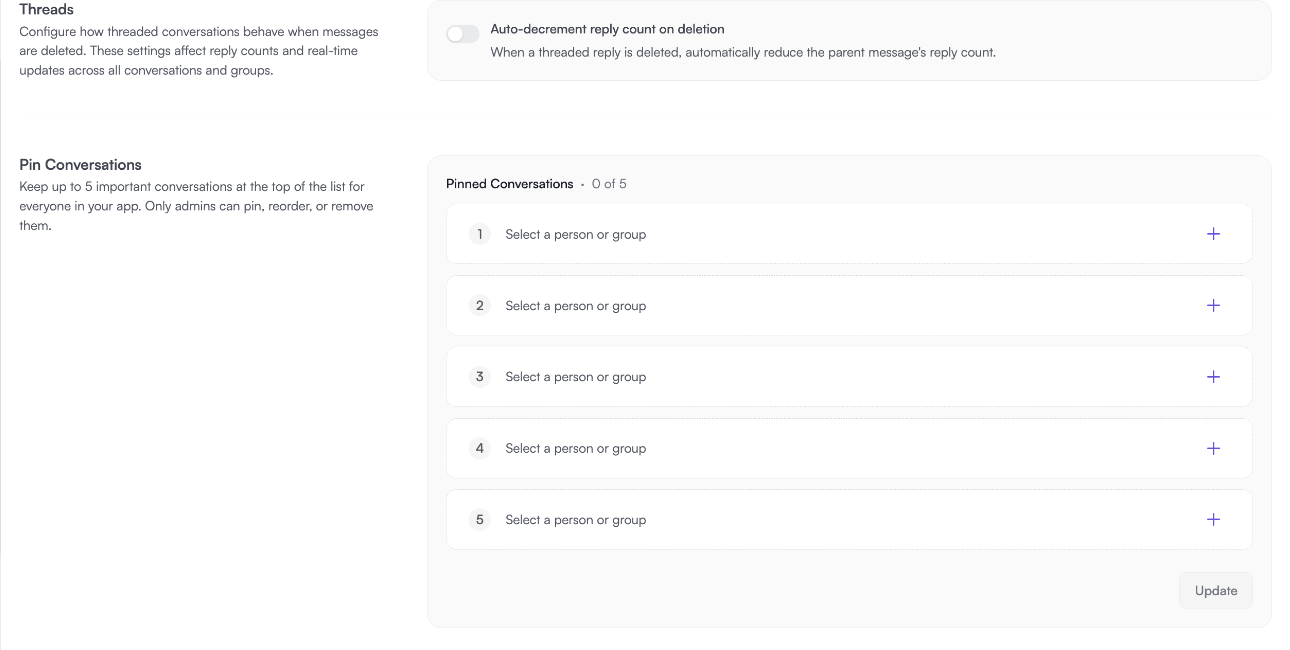 Threads
Configure how threaded conversations behave when messages
are deleted. These settings affect reply counts and real-time
updates across all conversations and groups.
Auto-decrement reply count on deletion
When a threaded reply is deleted, automatically reduce the parent message's reply count.
Pin Conversations
Keep up to 5 important conversations at the top of the list for
everyone in your app. Only admins can pin, reorder, or remove
them.
Pinned Conversations · 0 of 5
1 Select a person or group
2 Select a person or group
3 Select a person or group
4 Select a person or group
5 Select a person or group
Update